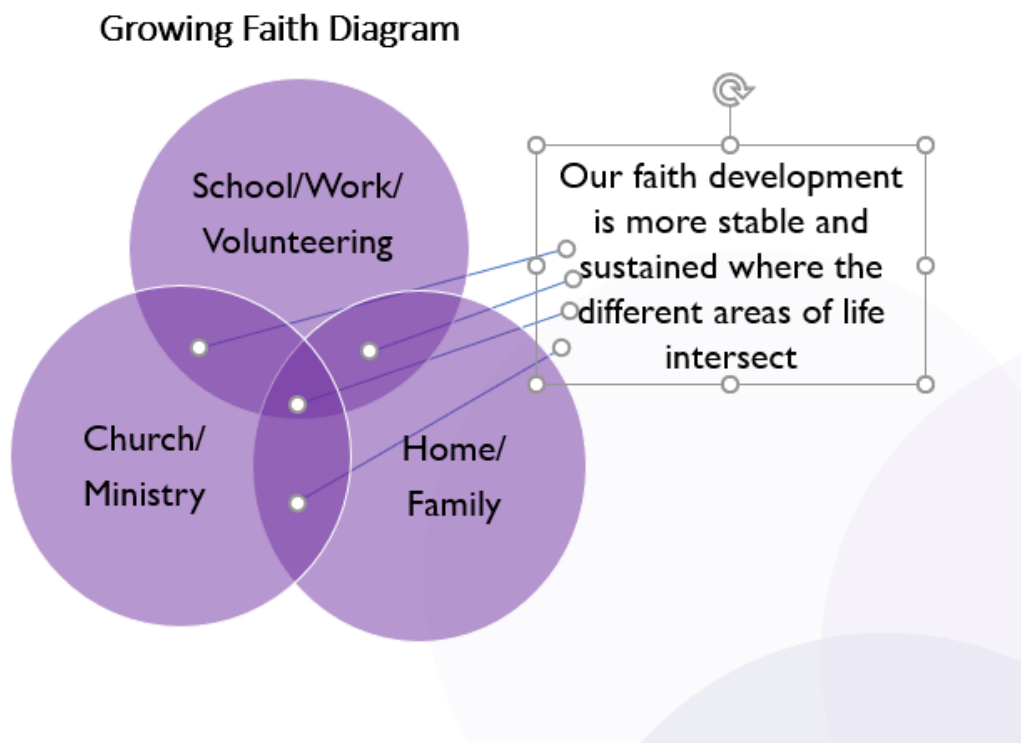 Growing Faith Diagram
School/Work/
Volunteering
Church/
Ministry
Home/
Family
Our faith development
is more stable and
sustained where the
different areas of life
intersect